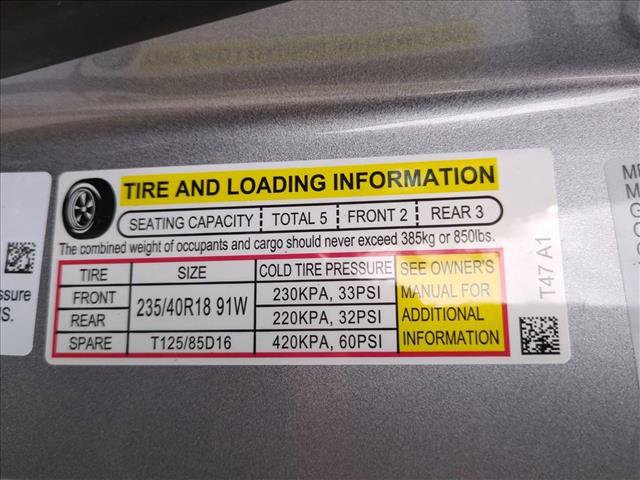 TIRE AND LOADING INFORMATION
SEATING CAPACITY TOTAL 5 FRONT 2 REAR 3
The combined weight of occupants and cargo should never exceed 385kg or 850lbs.
TIRE SIZE COLD TIRE PRESSURE SEE OWNER'S
FRONT 235/40R18 91W 230KPA, 33PSI MANUAL FOR
REAR 220KPA, 32PSI ADDITIONAL
SPARE T125/85D16 420KPA, 60PSI INFORMATION
T47 A1